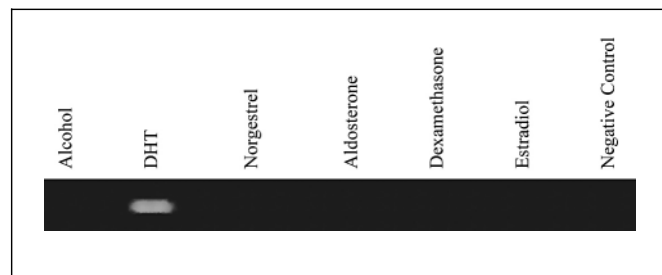 Alcohol
DHT
Norgestrel
Aldosterone
Dexamethasone
Estradiol
Negative Control